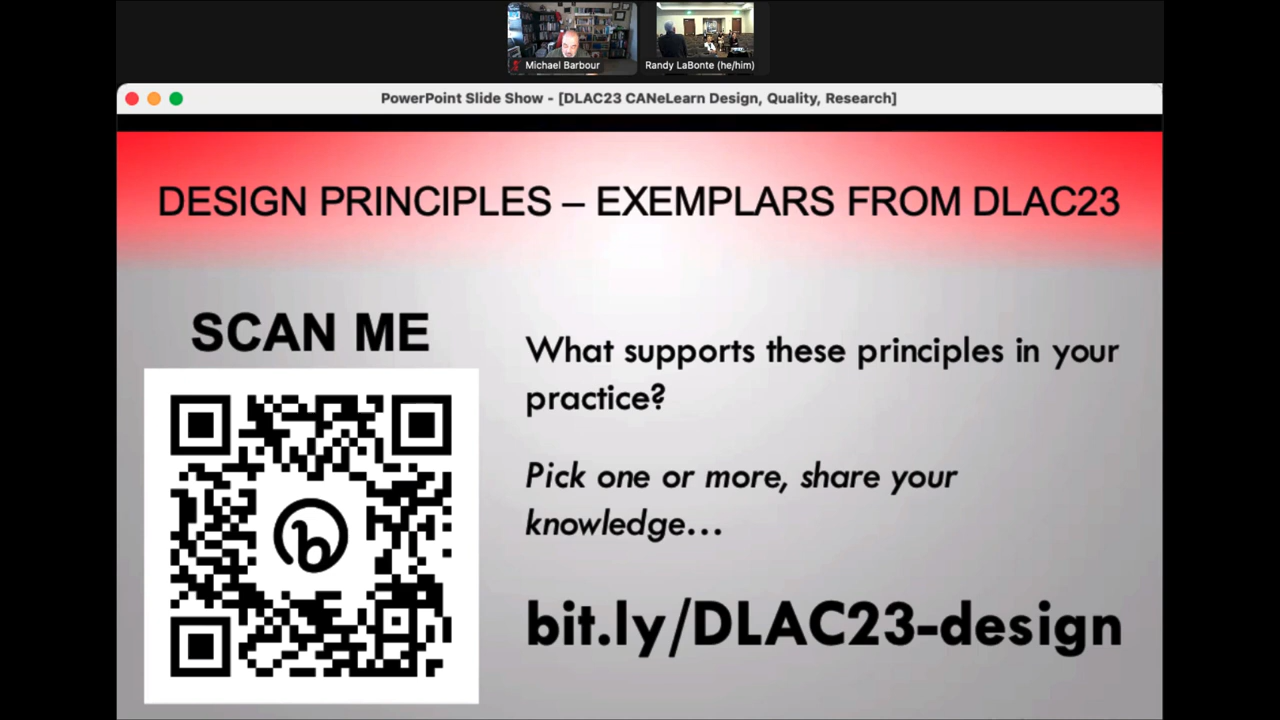 Michael Barbour
Randy LaBonte (he/him)
PowerPoint Slide Show - [DLAC23 CANeLearn Design, Quality, Research]
DESIGN PRINCIPLES – EXEMPLARS FROM DLAC23
SCAN ME
What supports these principles in your
practice?
Pick one or more, share your
knowledge…
bit.ly/DLAC23-design
b